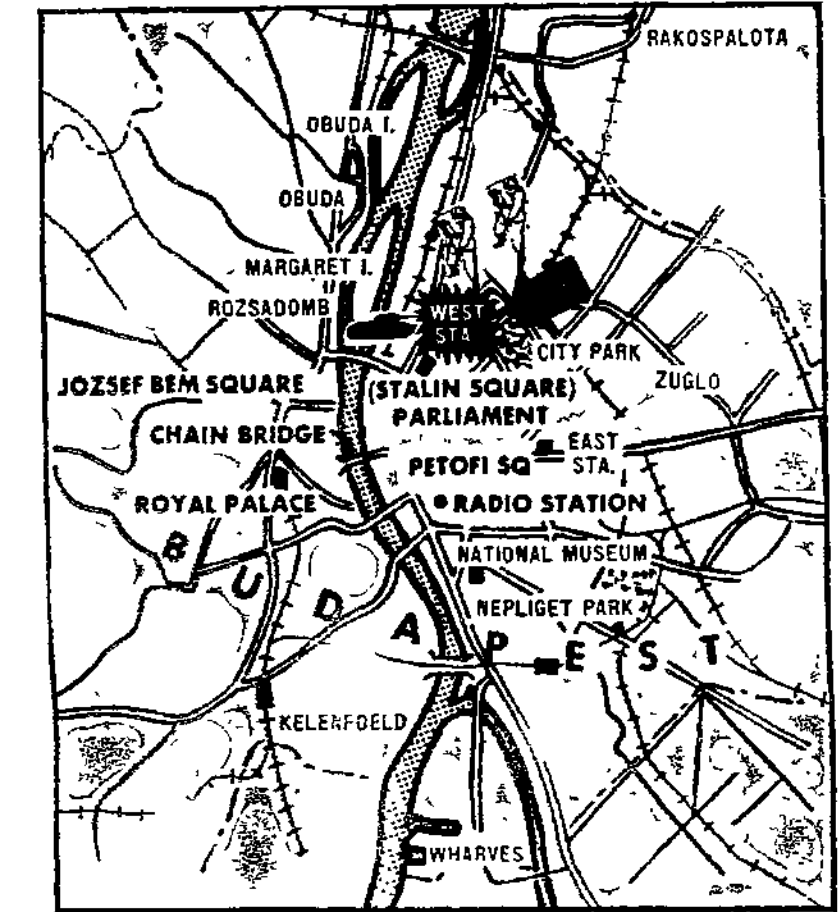 RAKOSPALOTA
OBUDA I.
OBUDA
MARGARET I.
ROZSADOMB
WEST
STA.
CITY PARK
ZUGLO
JOZSEF BEM SQUARE
(STALIN SQUARE)
PARLIAMENT
CHAIN BRIDGE
EAST
STA.
PETOFI SQ
ROYAL PALACE
RADIO STATION
NATIONAL MUSEUM
NEPLIGET PARK
BUDAPEST
KELENFOELD
WHARVES